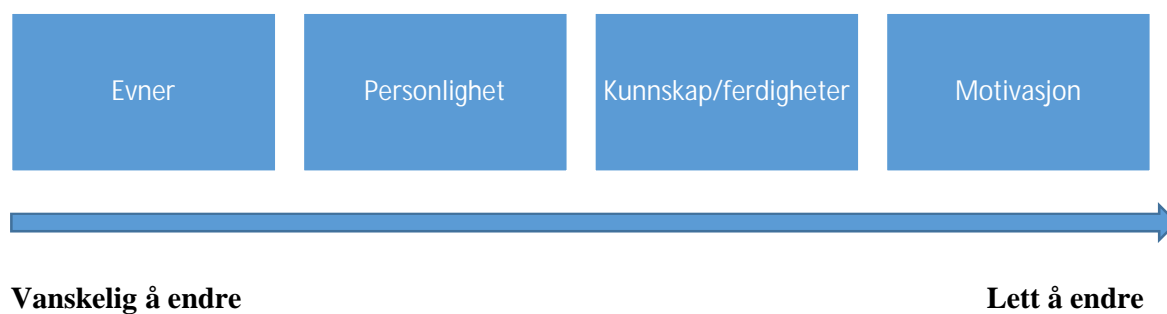 Evner
Personlighet
Kunnskap/ferdigheter
Motivasjon
Vanskelig å endre
Lett å endre